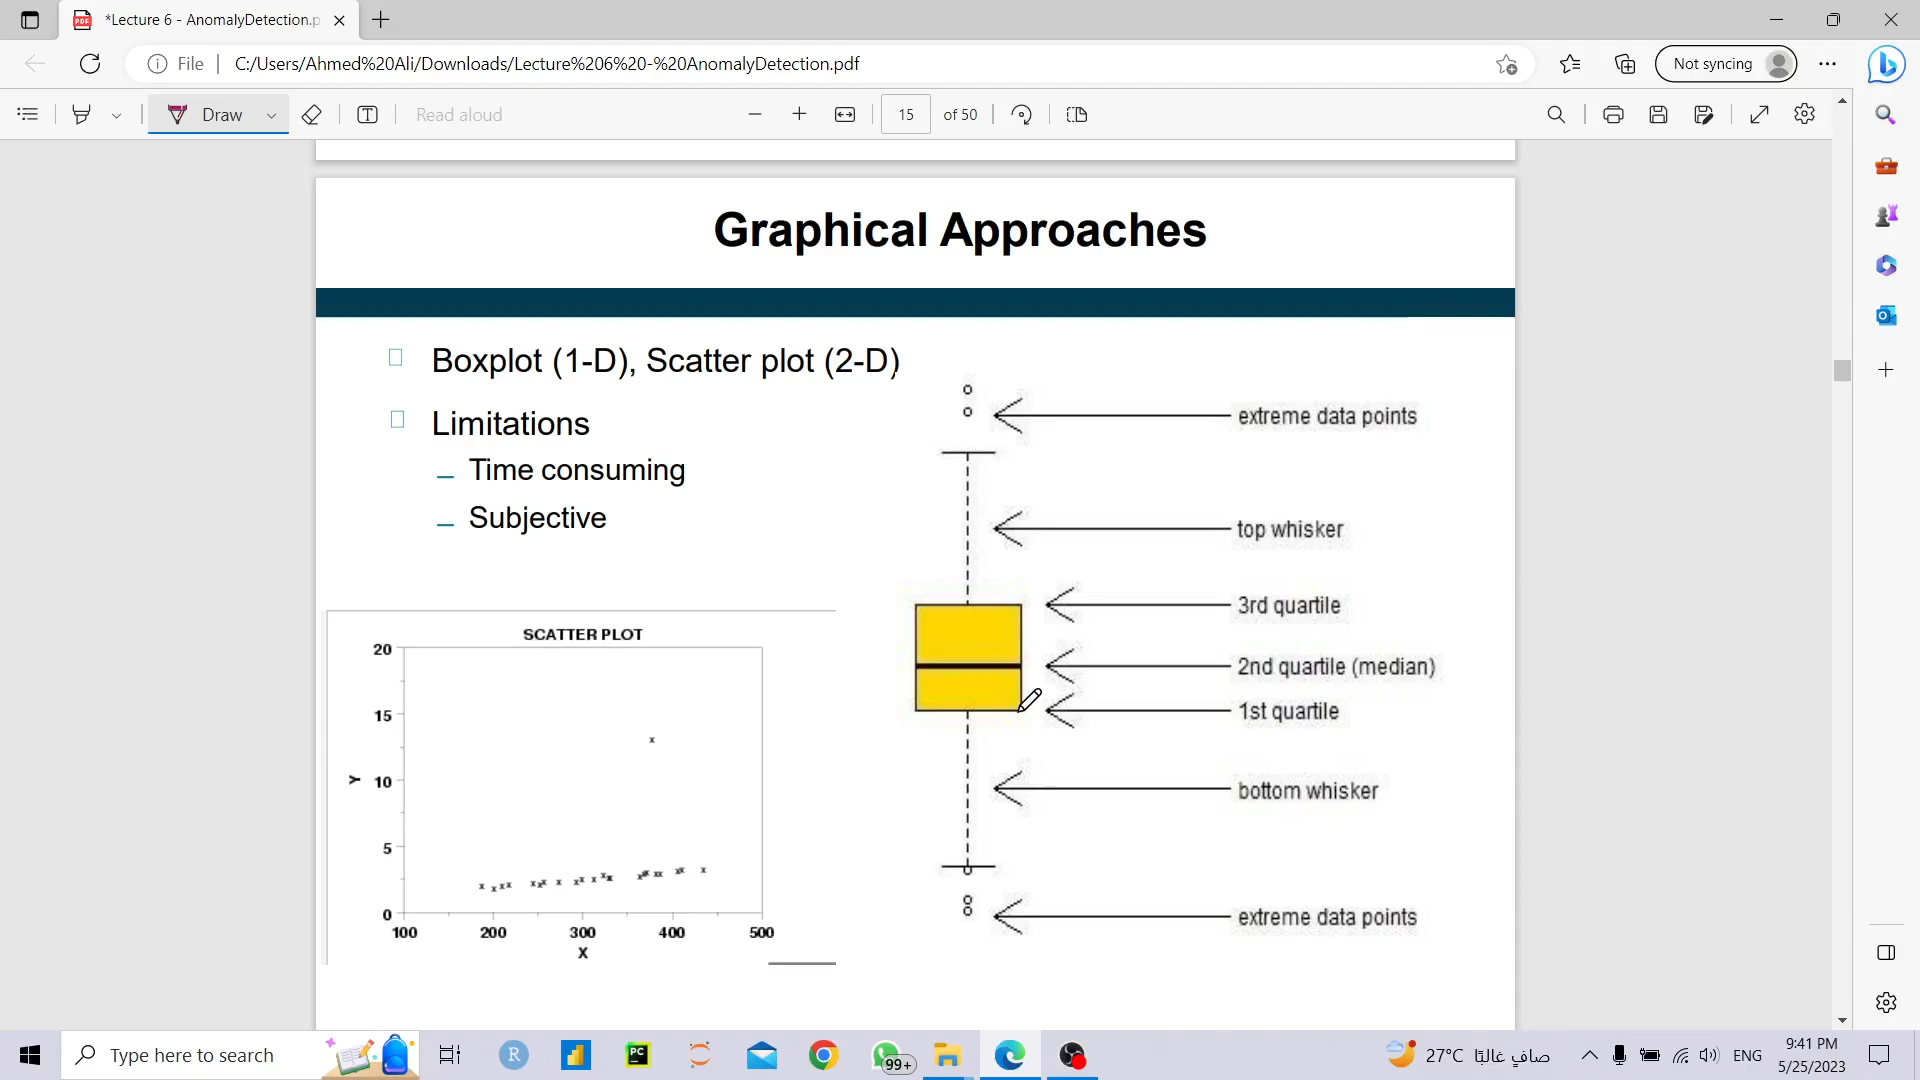 *Lecture 6 - AnomalyDetection.p
File
C:/Users/Ahmed%20Ali/Downloads/Lecture%206%20-%20AnomalyDetection.pdf
Not syncing
Draw
Read aloud
15
of 50
Graphical Approaches
Boxplot (1-D), Scatter plot (2-D)
Limitations
– Time consuming
– Subjective
SCATTER PLOT
20
15
10
5
0
Y
100 200 300 400 500
X
extreme data points
top whisker
3rd quartile
2nd quartile (median)
1st quartile
bottom whisker
extreme data points
Type here to search
R
PC
99+
27°C
صافٍ غالبًا
ENG
9:41 PM
5/25/2023